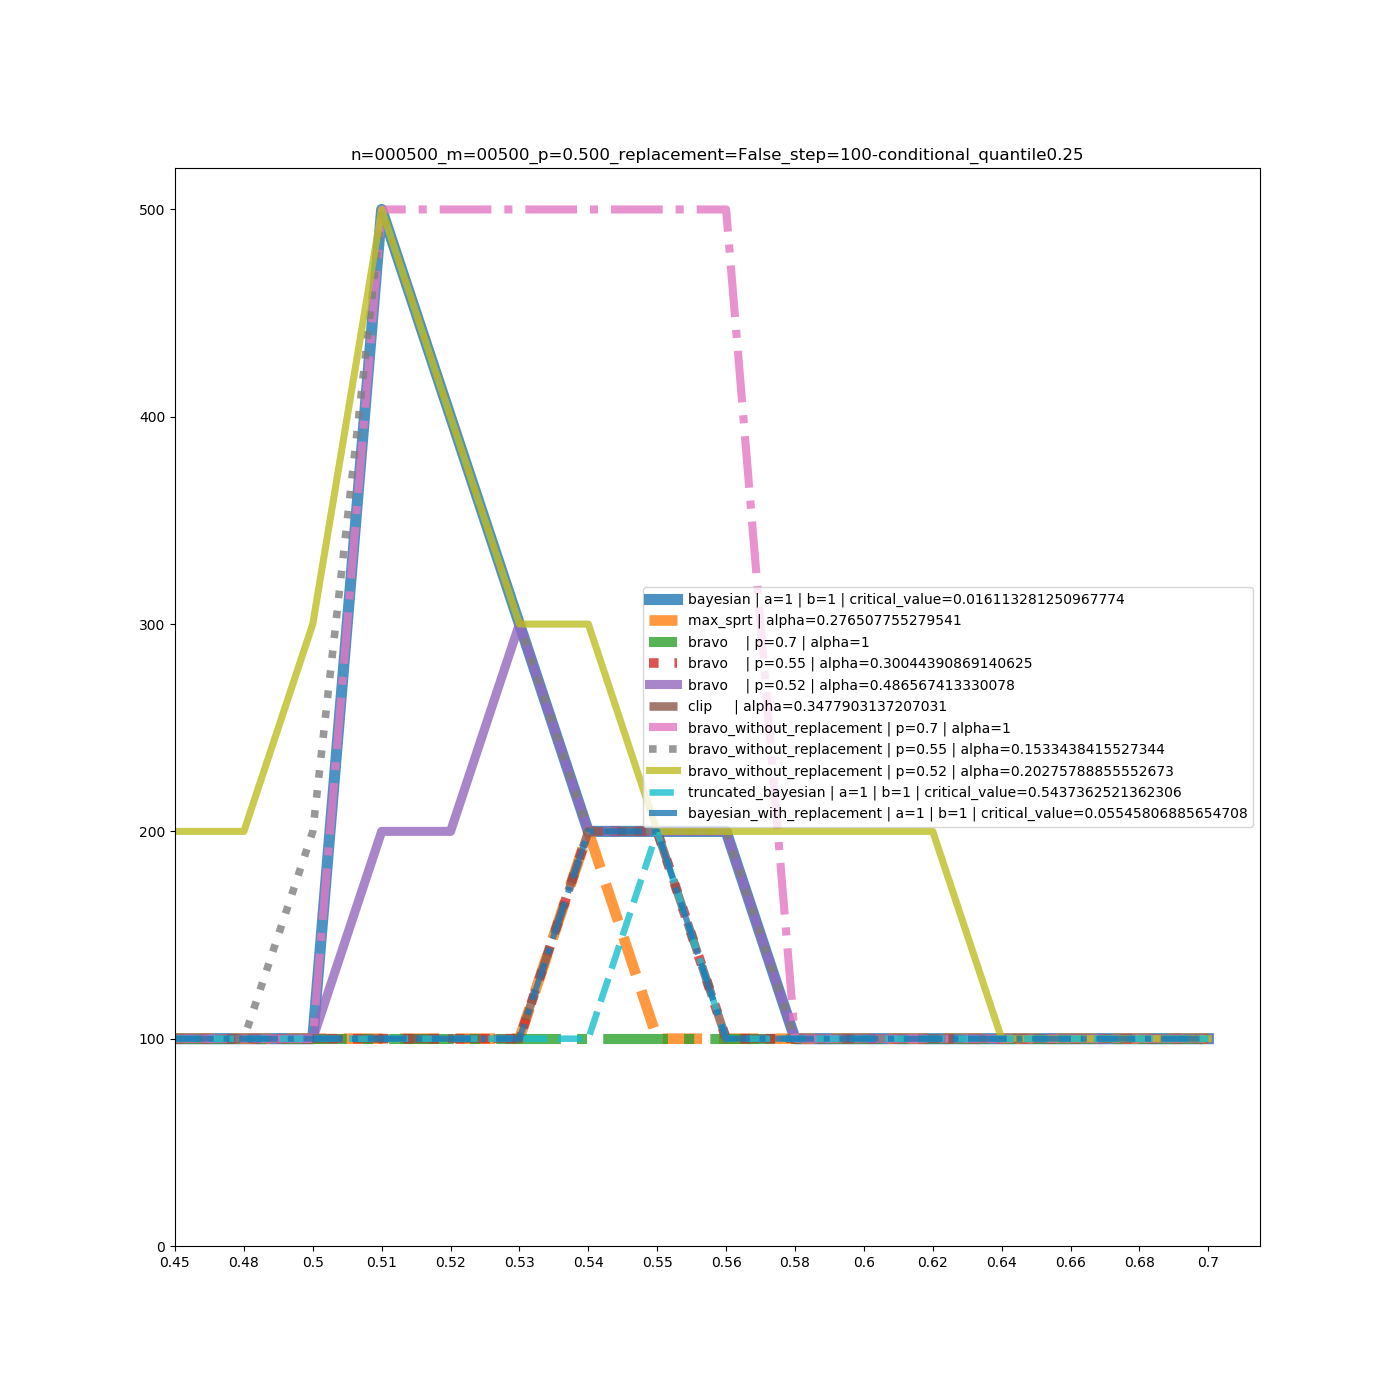 n=000500_m=00500_p=0.500_replacement=False_step=100-conditional_quantile0.25
500
400
300
200
100
0
bayesian | a=1 | b=1 | critical_value=0.016113281250967774
max_sprt | alpha=0.276507755279541
bravo    | p=0.7 | alpha=1
bravo    | p=0.55 | alpha=0.30044390869140625
bravo    | p=0.52 | alpha=0.486567413330078
clip     | alpha=0.3477903137207031
bravo_without_replacement | p=0.7 | alpha=1
bravo_without_replacement | p=0.55 | alpha=0.1533438415527344
bravo_without_replacement | p=0.52 | alpha=0.20275788855552673
truncated_bayesian | a=1 | b=1 | critical_value=0.5437362521362306
bayesian_with_replacement | a=1 | b=1 | critical_value=0.05545806885654708
0.45 0.48 0.5 0.51 0.52 0.53 0.54 0.55 0.56 0.58 0.6 0.62 0.64 0.66 0.68 0.7